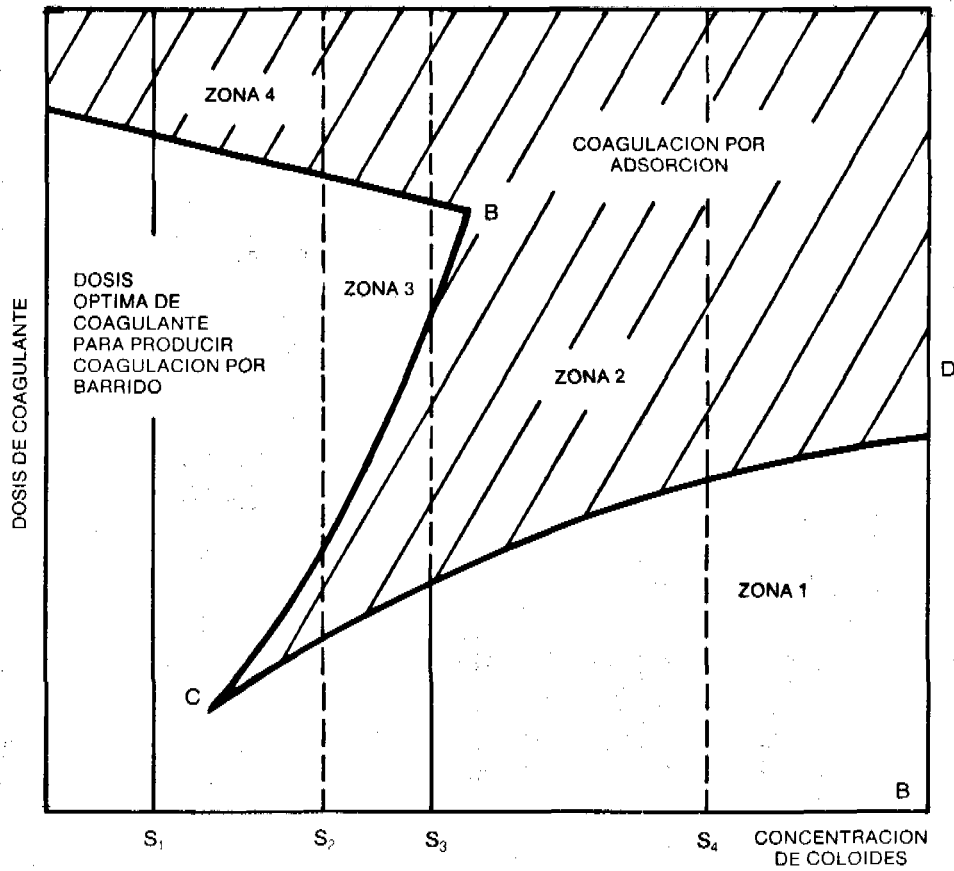 ZONA 4
COAGULACION POR
ADSORCION
B
DOSIS
OPTIMA DE
COAGULANTE
PARA PRODUCIR
COAGULACION POR
BARRIDO
ZONA 3
ZONA 2
D
DOSIS DE COAGULANTE
ZONA 1
C
B
S₁
S₂
S₃
S₄
CONCENTRACION
DE COLOIDES